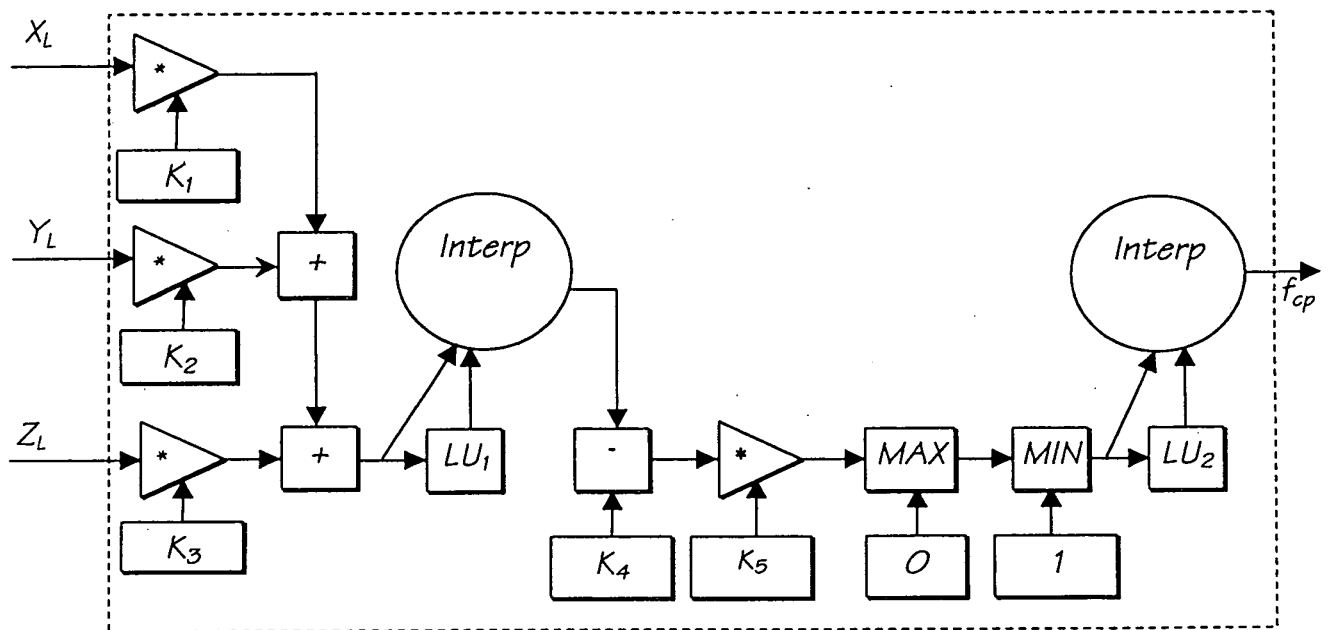 X_L
*
K_1
Y_L
*
+
Interp
Interp
f_cp
K_2
Z_L
*
+
LU_1
-
*
MAX
MIN
LU_2
K_3
K_4
K_5
0
1